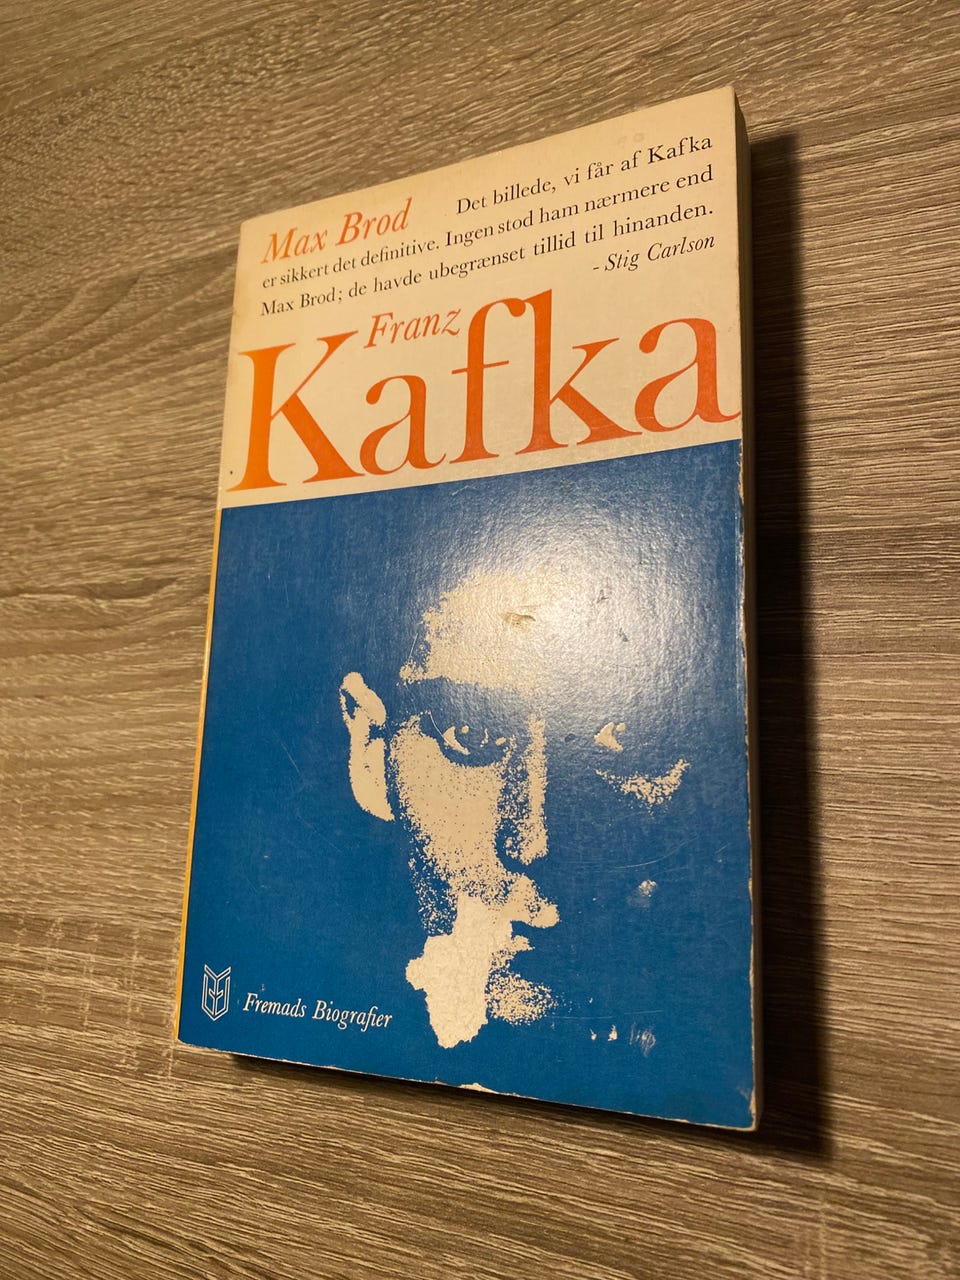 Max Brod Det billede, vi får af Kafka
er sikkert det definitive. Ingen stod ham nærmere end
Max Brod; de havde ubegrænset tillid til hinanden.
- Stig Carlson
Franz
Kafka
Fremads Biografier